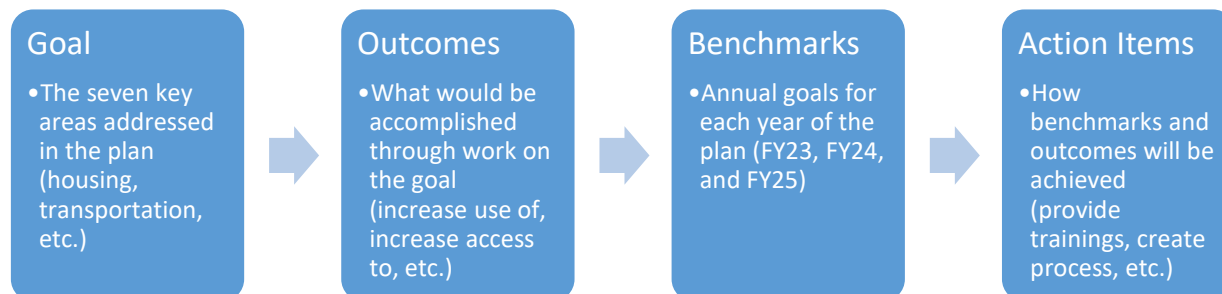 Goal
•The seven key
areas addressed
in the plan
(housing,
transportation,
etc.)
Outcomes
•What would be
accomplished
through work on
the goal
(increase use of,
increase access
to, etc.)
Benchmarks
•Annual goals for
each year of the
plan (FY23, FY24,
and FY25)
Action Items
•How
benchmarks and
outcomes will be
achieved
(provide
trainings, create
process, etc.)